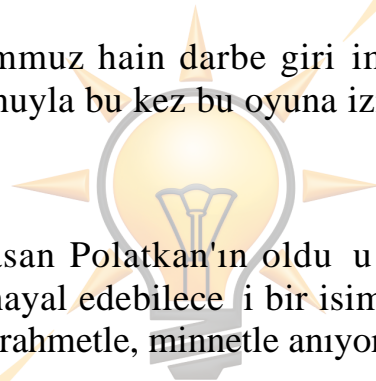 mmuz hain darbe giri in
nuyla bu kez bu oyuna iz
asan Polatkan'ın oldu u
hayal edebilece i bir isim
rahmetle, minnetle anıyor